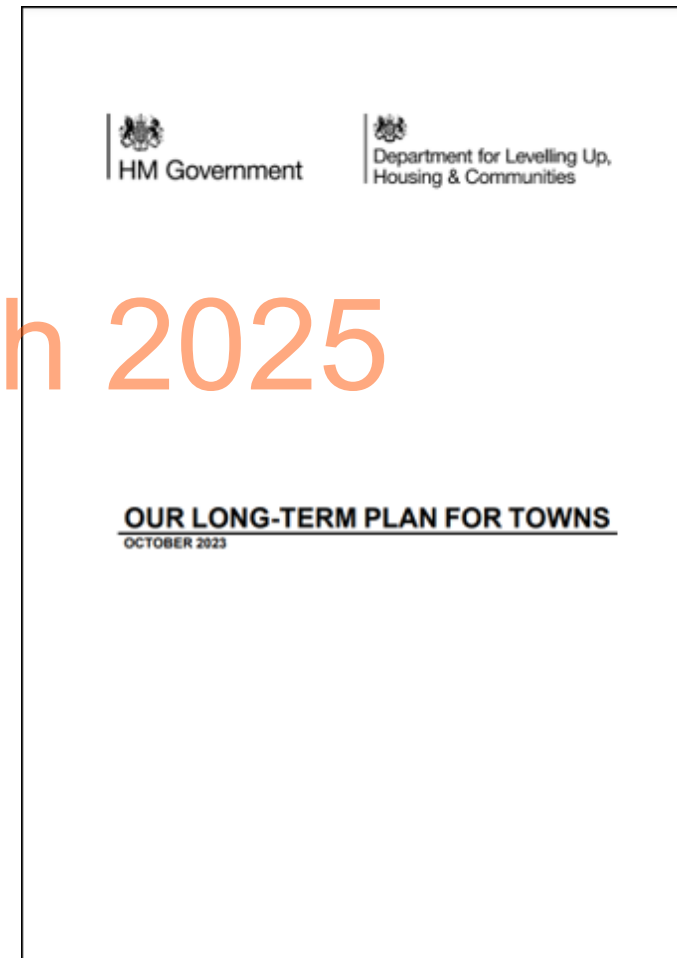 HM Government
Department for Levelling Up,
Housing & Communities
h 2025
OUR LONG-TERM PLAN FOR TOWNS
OCTOBER 2023